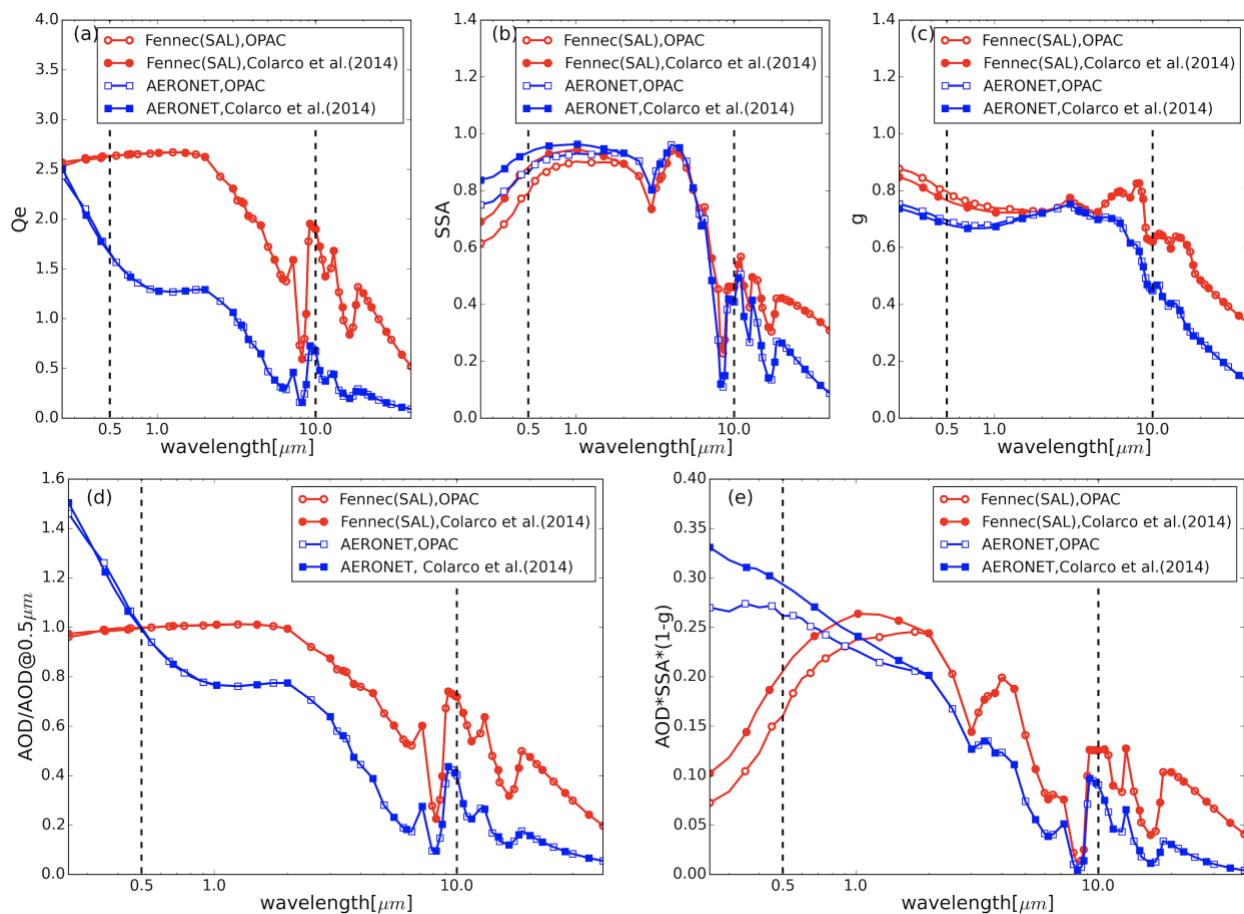 (a)
Fennec(SAL),OPAC
Fennec(SAL),Colarco et al.(2014)
AERONET,OPAC
AERONET,Colarco et al.(2014)
4.0
3.5
3.0
2.5
2.0
1.5
1.0
0.5
0.0
Qe
0.5
1.0
10.0
wavelength[μm]
(b)
Fennec(SAL),OPAC
Fennec(SAL),Colarco et al.(2014)
AERONET,OPAC
AERONET,Colarco et al.(2014)
1.4
1.2
1.0
0.8
0.6
0.4
0.2
0.0
SSA
0.5
1.0
10.0
wavelength[μm]
(c)
Fennec(SAL),OPAC
Fennec(SAL),Colarco et al.(2014)
AERONET,OPAC
AERONET,Colarco et al.(2014)
1.4
1.2
1.0
0.8
0.6
0.4
0.2
0.0
g
0.5
1.0
10.0
wavelength[μm]
(d)
Fennec(SAL),OPAC
Fennec(SAL),Colarco et al.(2014)
AERONET,OPAC
AERONET, Colarco et al.(2014)
1.6
1.4
1.2
1.0
0.8
0.6
0.4
0.2
0.0
AOD/AOD@0.5μm
0.5
1.0
10.0
wavelength[μm]
(e)
Fennec(SAL),OPAC
Fennec(SAL),Colarco et al.(2014)
AERONET,OPAC
AERONET,Colarco et al.(2014)
0.40
0.35
0.30
0.25
0.20
0.15
0.10
0.05
0.00
AOD*SSA*(1-g)
0.5
1.0
10.0
wavelength[μm]